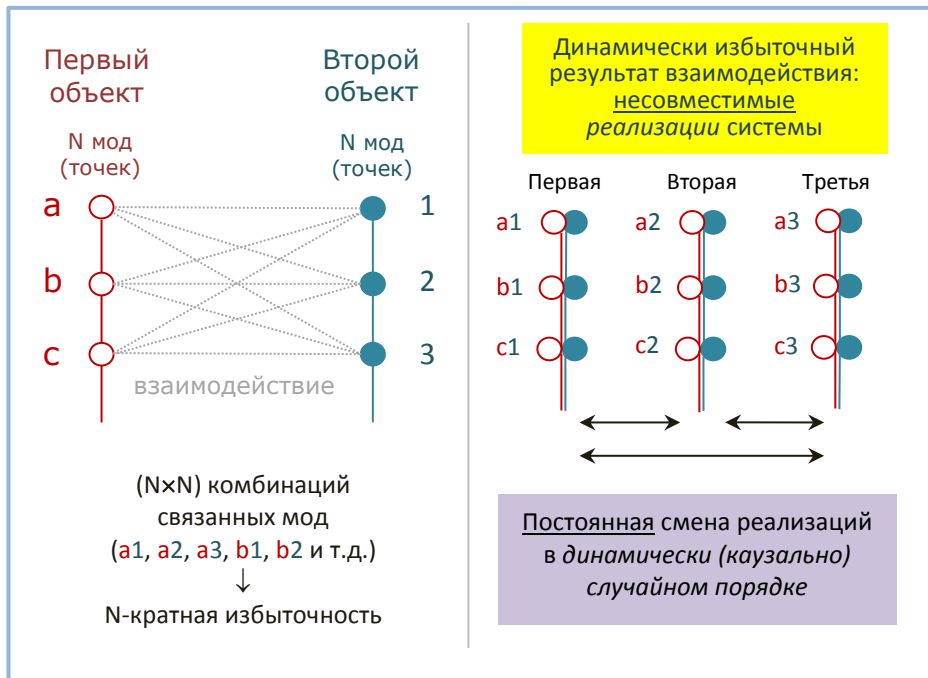 Первый
объект
Второй
объект
N мод
(точек)
N мод
(точек)
a
1
b
2
c
3
взаимодействие
(N×N) комбинаций
связанных мод
(a1, a2, a3, b1, b2 и т.д.)
↓
N-кратная избыточность
Динамически избыточный
результат взаимодействия:
несовместимые
реализации системы
Первая Вторая Третья
a1 a2 a3
b1 b2 b3
c1 c2 c3
Постоянная смена реализаций
в динамически (каузально)
случайном порядке